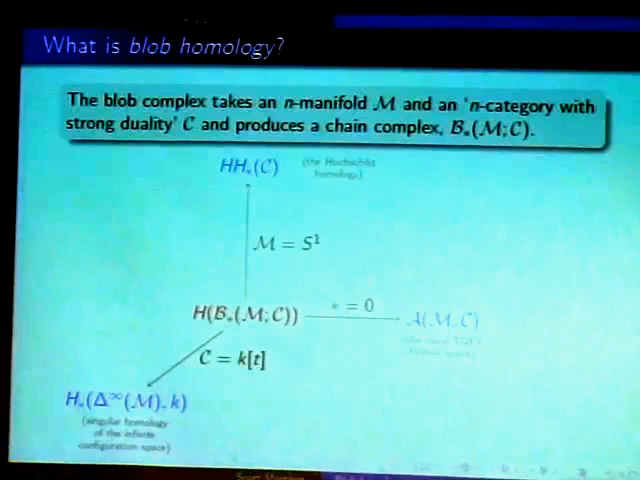 What is blob homology?
The blob complex takes an n-manifold M and an 'n-category with
strong duality' C and produces a chain complex, B∗(M; C).
HH∗(C)
(the Hochschild
homology)
M = S¹
H(B∗(M; C))
∗ = 0
A(M, C)
C = k[t]
H∗(Δ∞(M), k)
(singular homology
of the infinite
configuration space)